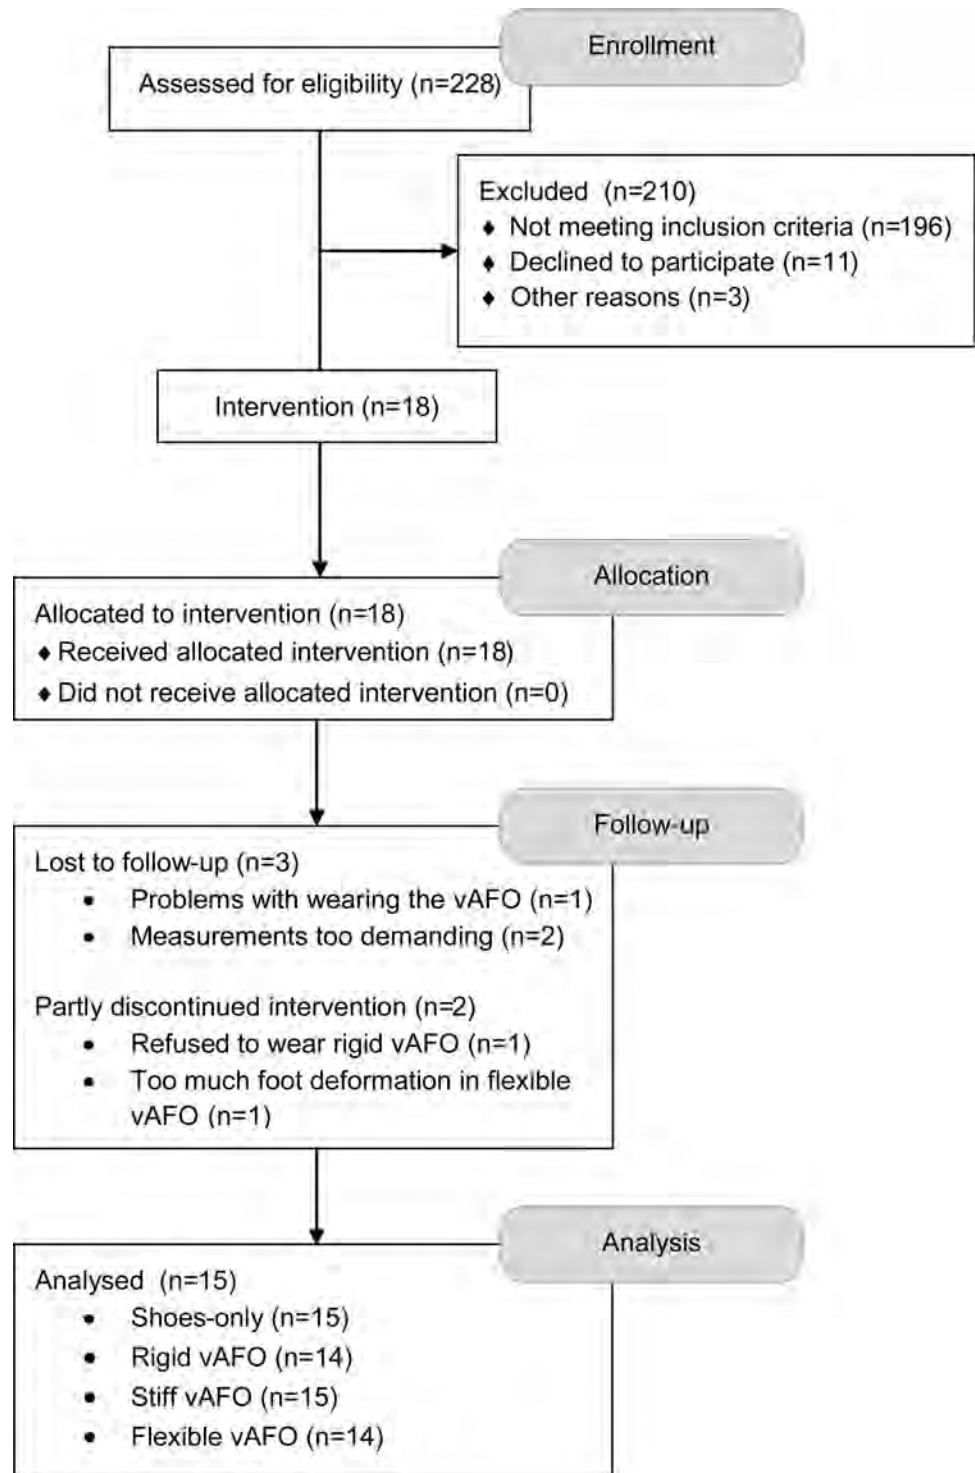 Enrollment
Assessed for eligibility (n=228)
Excluded (n=210)
♦ Not meeting inclusion criteria (n=196)
♦ Declined to participate (n=11)
♦ Other reasons (n=3)
Intervention (n=18)
Allocation
Allocated to intervention (n=18)
♦ Received allocated intervention (n=18)
♦ Did not receive allocated intervention (n=0)
Follow-up
Lost to follow-up (n=3)
• Problems with wearing the vAFO (n=1)
• Measurements too demanding (n=2)
Partly discontinued intervention (n=2)
• Refused to wear rigid vAFO (n=1)
• Too much foot deformation in flexible
vAFO (n=1)
Analysis
Analysed (n=15)
• Shoes-only (n=15)
• Rigid vAFO (n=14)
• Stiff vAFO (n=15)
• Flexible vAFO (n=14)